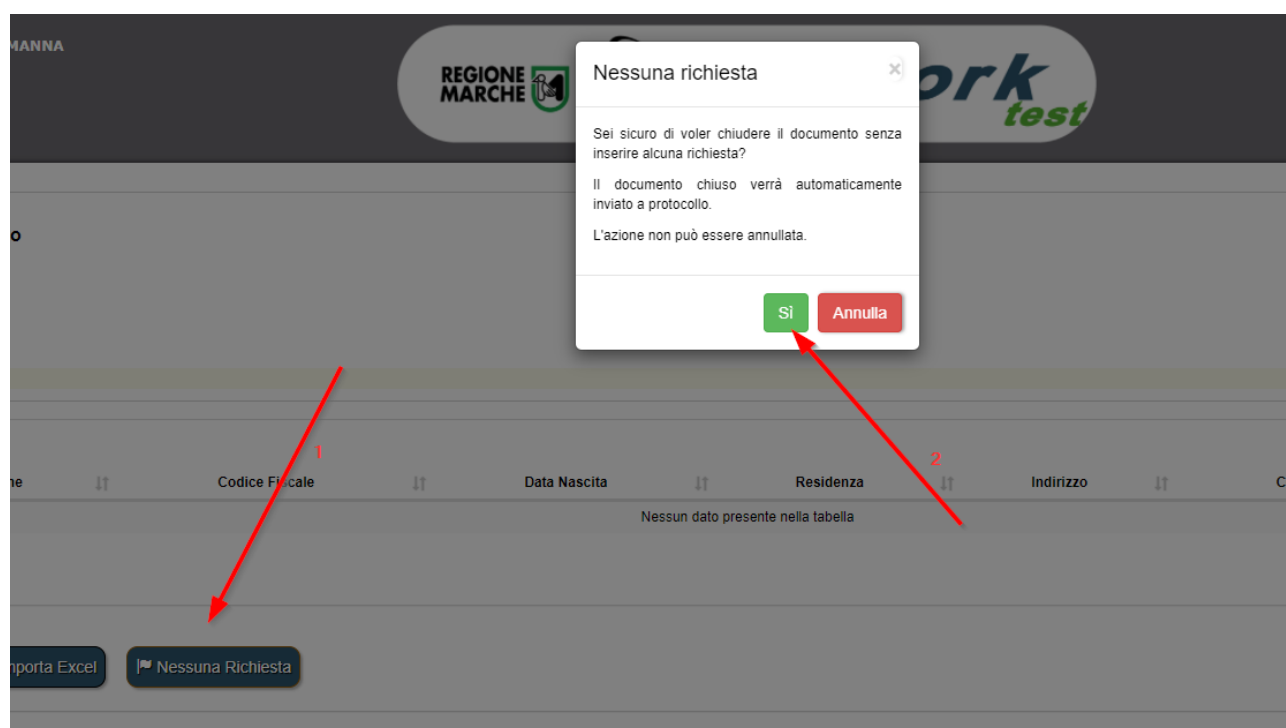 MANNA
REGIONE
MARCHE
ork
test
Nessuna richiesta
×
Sei sicuro di voler chiudere il documento senza
inserire alcuna richiesta?
Il documento chiuso verrà automaticamente
inviato a protocollo.
L'azione non può essere annullata.
Sì
Annulla
o
1
2
ne
Codice Fiscale
Data Nascita
Residenza
Indirizzo
C
Nessun dato presente nella tabella
mporta Excel
Nessuna Richiesta